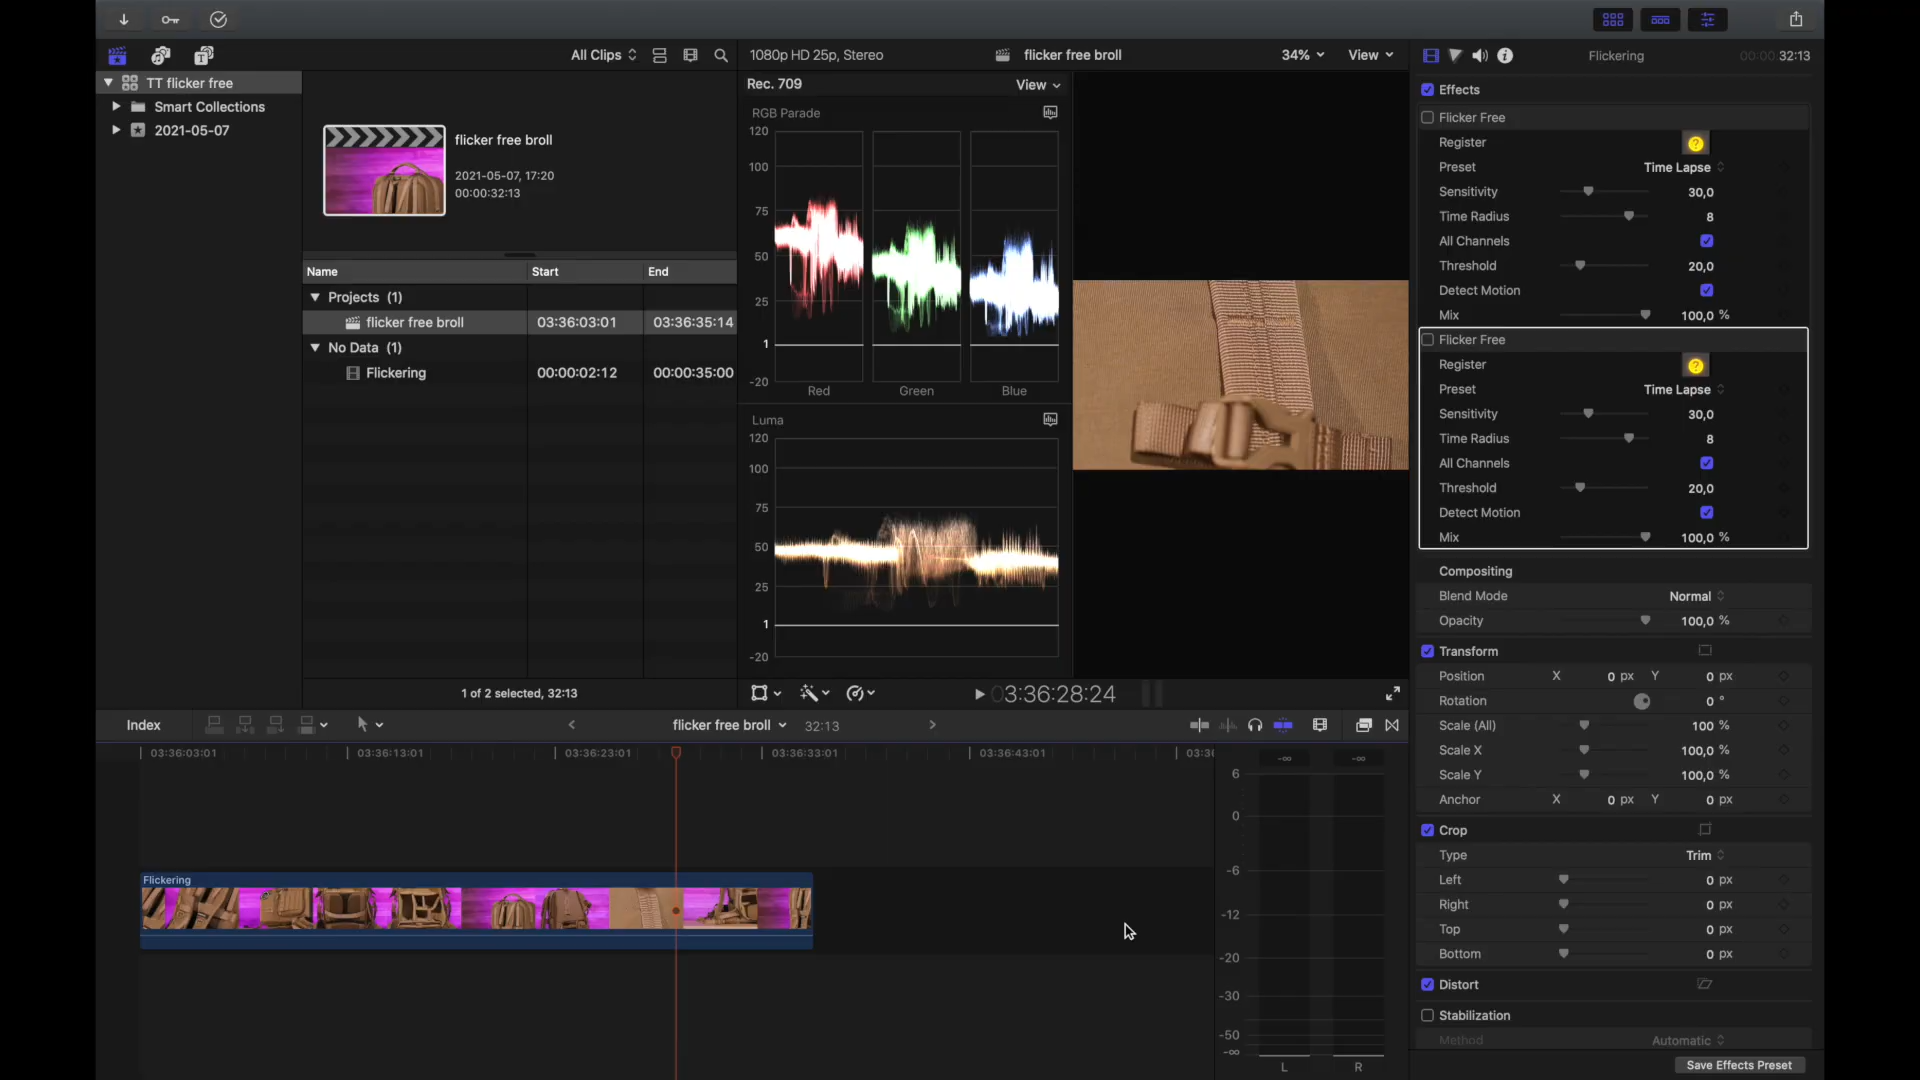 All Clips
1080p HD 25p, Stereo
flicker free broll
34%
View
Flickering
00:00:32:13
TT flicker free
Smart Collections
2021-05-07
flicker free broll
2021-05-07, 17:20
00:00:32:13
Name
Start
End
Projects (1)
flicker free broll
03:36:03:01
03:36:35:14
No Data (1)
Flickering
00:00:02:12
00:00:35:00
1 of 2 selected, 32:13
Rec. 709
View
RGB Parade
120
100
75
50
25
1
-20
Red
Green
Blue
Luma
120
100
75
50
25
1
-20
03:36:28:24
Effects
Flicker Free
Register
?
Preset
Time Lapse
Sensitivity
30,0
Time Radius
8
All Channels
Threshold
20,0
Detect Motion
Mix
100,0 %
Flicker Free
Register
?
Preset
Time Lapse
Sensitivity
30,0
Time Radius
8
All Channels
Threshold
20,0
Detect Motion
Mix
100,0 %
Compositing
Blend Mode
Normal
Opacity
100,0 %
Transform
Position
X
0 px
Y
0 px
Rotation
0 °
Scale (All)
100 %
Scale X
100,0 %
Scale Y
100,0 %
Anchor
X
0 px
Y
0 px
Crop
Type
Trim
Left
0 px
Right
0 px
Top
0 px
Bottom
0 px
Distort
Stabilization
Method
Automatic
Save Effects Preset
Index
flicker free broll
32:13
03:36:03:01
03:36:13:01
03:36:23:01
03:36:33:01
03:36:43:01
Flickering
-∞
-∞
6
0
-6
-12
-20
-30
-50
-∞
L
R